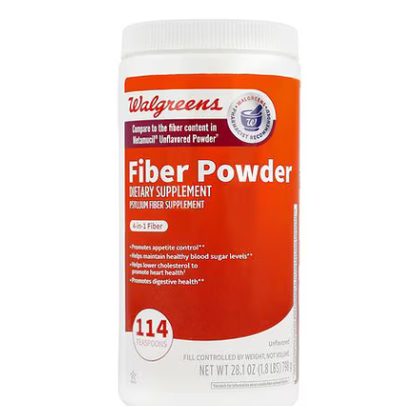 Walgreens
WALGREENS
PHARMACIST RECOMMENDED
Compare to the fiber content in
Metamucil® Unflavored Powder*
Fiber Powder
DIETARY SUPPLEMENT
PSYLLIUM FIBER SUPPLEMENT
4-in-1 Fiber
•Promotes appetite control**
•Helps maintain healthy blood sugar levels**
•Helps lower cholesterol to
promote heart health†
•Promotes digestive health**
114
TEASPOONS
Unflavored
FILL CONTROLLED BY WEIGHT, NOT VOLUME
NET WT 28.1 OZ (1.8 LBS) 798 g